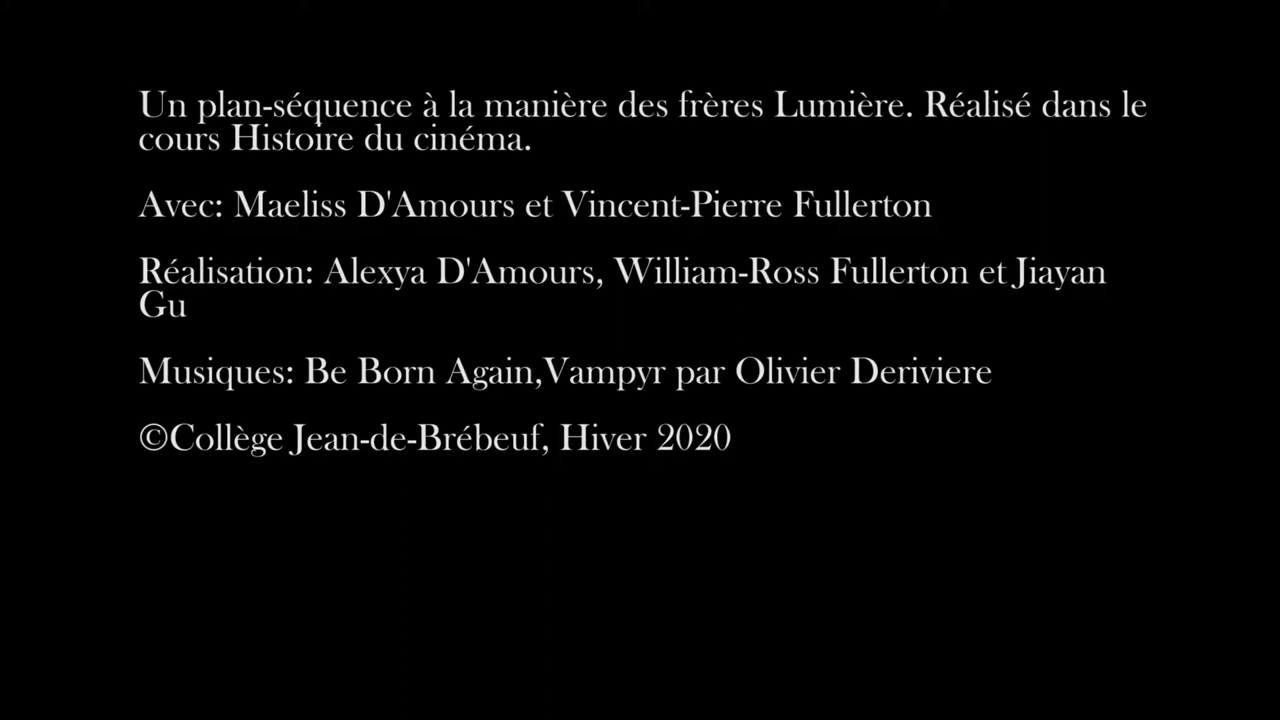 Un plan-séquence à la manière des frères Lumière. Réalisé dans le
cours Histoire du cinéma.
Avec: Maeliss D'Amours et Vincent-Pierre Fullerton
Réalisation: Alexya D'Amours, William-Ross Fullerton et Jiayan
Gu
Musiques: Be Born Again,Vampyr par Olivier Deriviere
©Collège Jean-de-Brébeuf, Hiver 2020